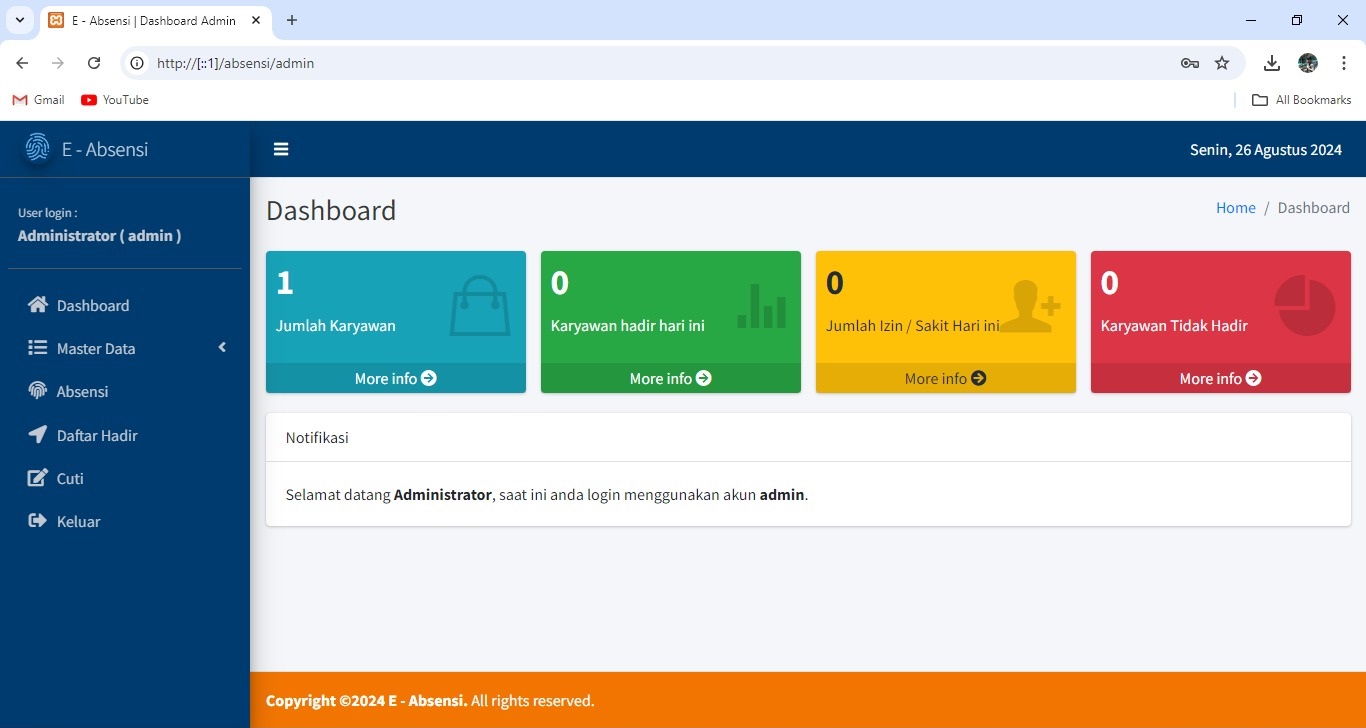 E - Absensi | Dashboard Admin
http://[::1]/absensi/admin
Gmail
YouTube
All Bookmarks
E - Absensi
Senin, 26 Agustus 2024
User login :
Administrator ( admin )
Dashboard
Master Data
Absensi
Daftar Hadir
Cuti
Keluar
Dashboard
Home / Dashboard
1
Jumlah Karyawan
More info
0
Karyawan hadir hari ini
More info
0
Jumlah Izin / Sakit Hari ini
More info
0
Karyawan Tidak Hadir
More info
Notifikasi
Selamat datang Administrator, saat ini anda login menggunakan akun admin.
Copyright ©2024 E - Absensi. All rights reserved.